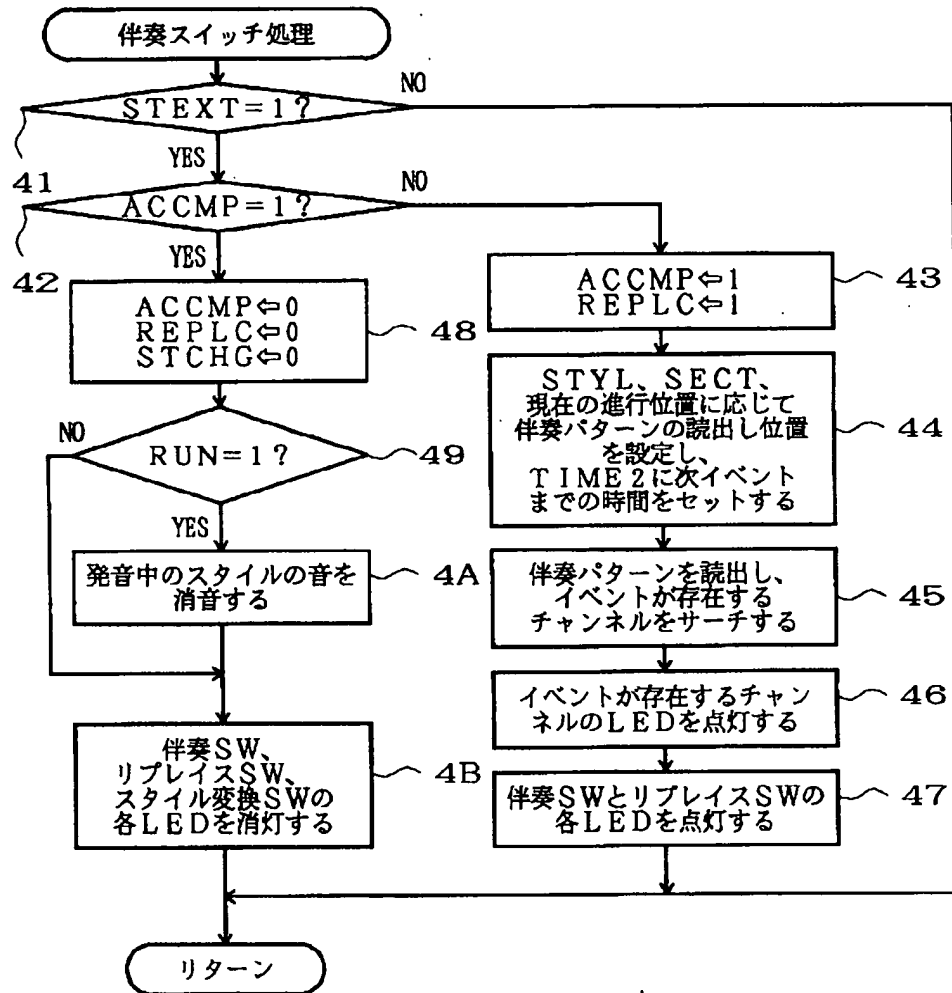 伴奏スイッチ処理
STEXT=1?
NO
YES
41
ACCMP=1?
NO
YES
42
ACCMP⇦0
REPLC⇦0
STCHG⇦0
48
NO
RUN=1?
49
YES
発音中のスタイルの音を
消音する
4A
伴奏SW、
リプレイスSW、
スタイル変換SWの
各LEDを消灯する
4B
ACCMP⇦1
REPLC⇦1
43
STYL、SECT、
現在の進行位置に応じて
伴奏パターンの読出し位置
を設定し、
TIME2に次イベント
までの時間をセットする
44
伴奏パターンを読出し、
イベントが存在する
チャンネルをサーチする
45
イベントが存在するチャン
ネルのLEDを点灯する
46
伴奏SWとリプレイスSWの
各LEDを点灯する
47
リターン